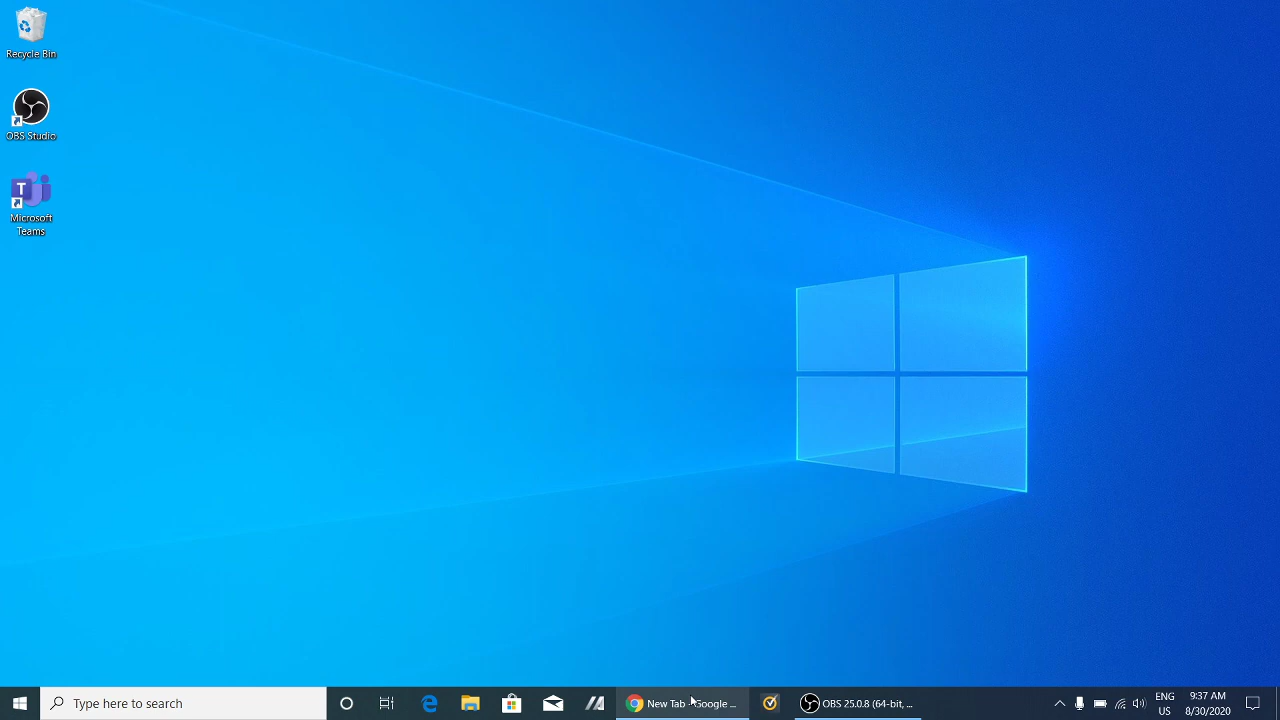 Recycle Bin
OBS Studio
T
Microsoft
Teams
Type here to search
New Tab - Google ...
OBS 25.0.8 (64-bit, ...
ENG
US
9:37 AM
8/30/2020